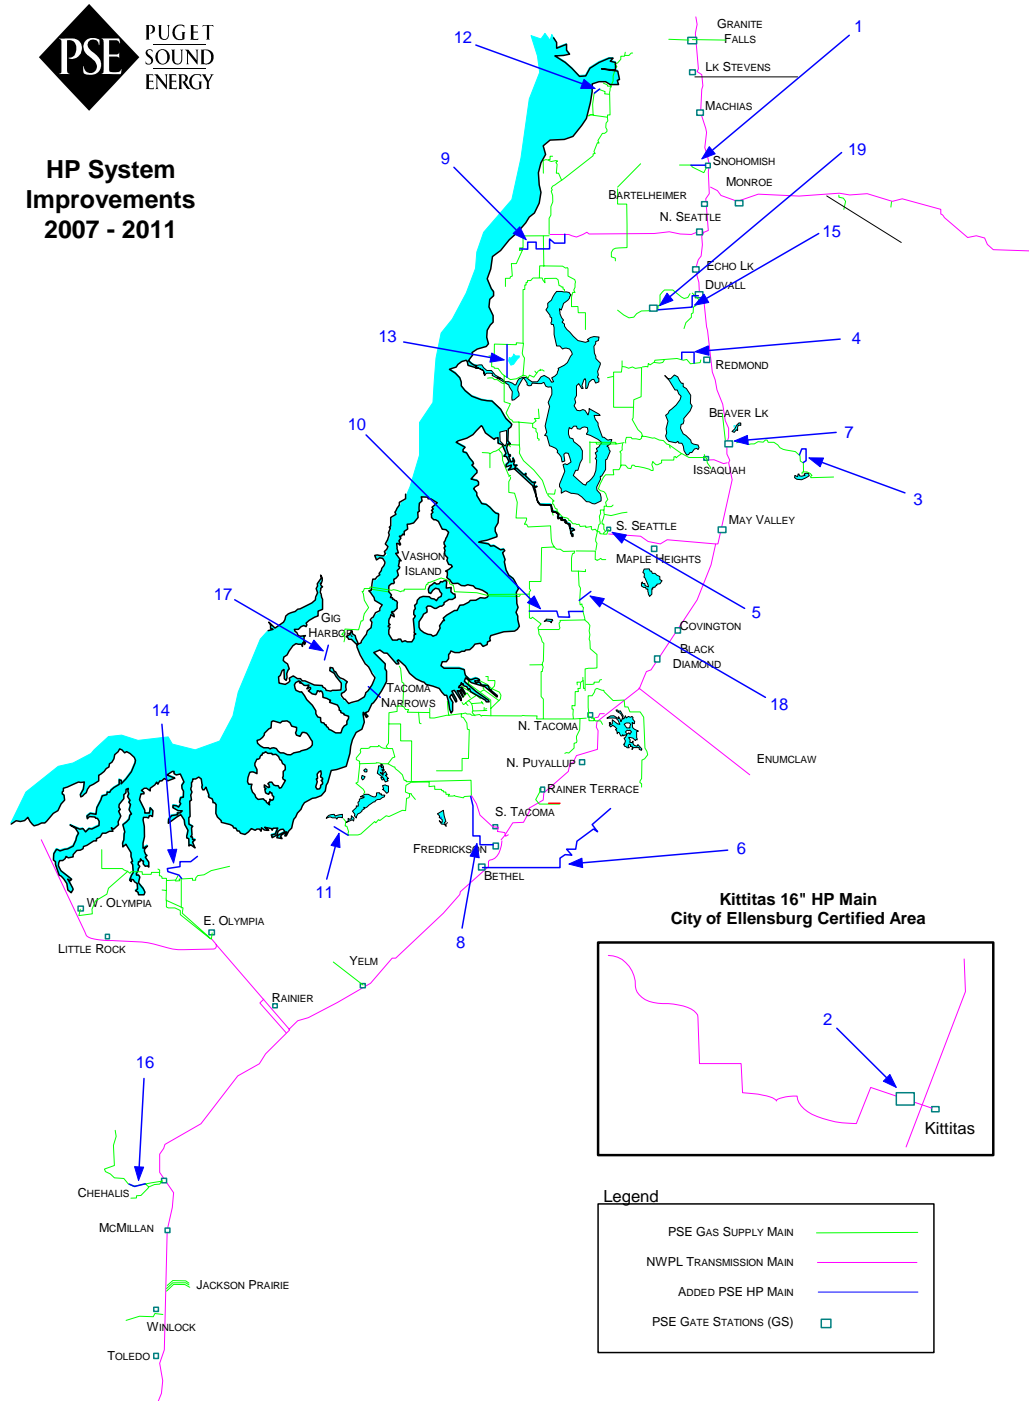 PSE
PUGET
SOUND
ENERGY
HP System
Improvements
2007 - 2011
12
GRANITE
FALLS
1
LK STEVENS
MACHIAS
9
SNOHOMISH
19
MONROE
BARTELHEIMER
N. SEATTLE
15
ECHO LK
DUVALL
13
4
REDMOND
BEAVER LK
10
7
ISSAQUAH
3
S. SEATTLE
MAY VALLEY
VASHON
ISLAND
MAPLE HEIGHTS
17
5
GIG
HARBOR
COVINGTON
BLACK
DIAMOND
TACOMA
NARROWS
18
14
N. TACOMA
N. PUYALLUP
ENUMCLAW
RAINER TERRACE
S. TACOMA
FREDRICKSON
6
BETHEL
11
W. OLYMPIA
E. OLYMPIA
8
LITTLE ROCK
YELM
RAINIER
Kittitas 16" HP Main
City of Ellensburg Certified Area
2
Kittitas
16
CHEHALIS
MCMILLAN
JACKSON PRAIRIE
WINLOCK
TOLEDO
Legend
PSE GAS SUPPLY MAIN
NWPL TRANSMISSION MAIN
ADDED PSE HP MAIN
PSE GATE STATIONS (GS)